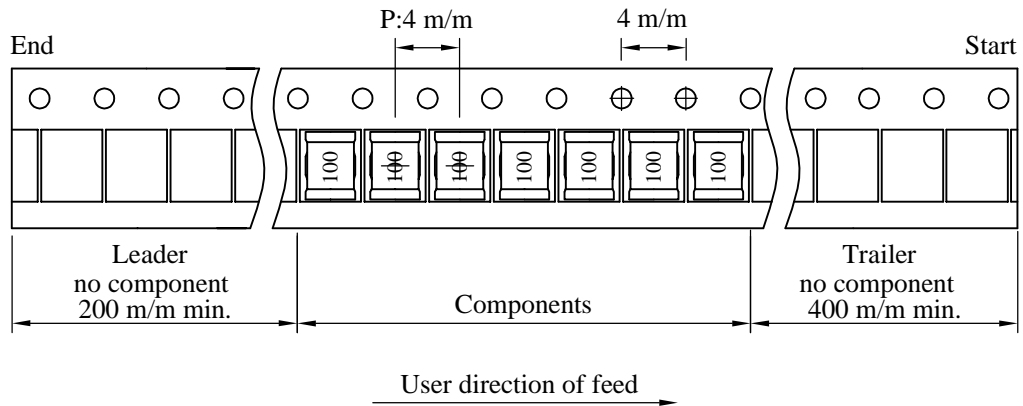 P:4 m/m
4 m/m
End
Start
100
100
100
100
100
100
100
Leader
no component
200 m/m min.
Components
Trailer
no component
400 m/m min.
User direction of feed